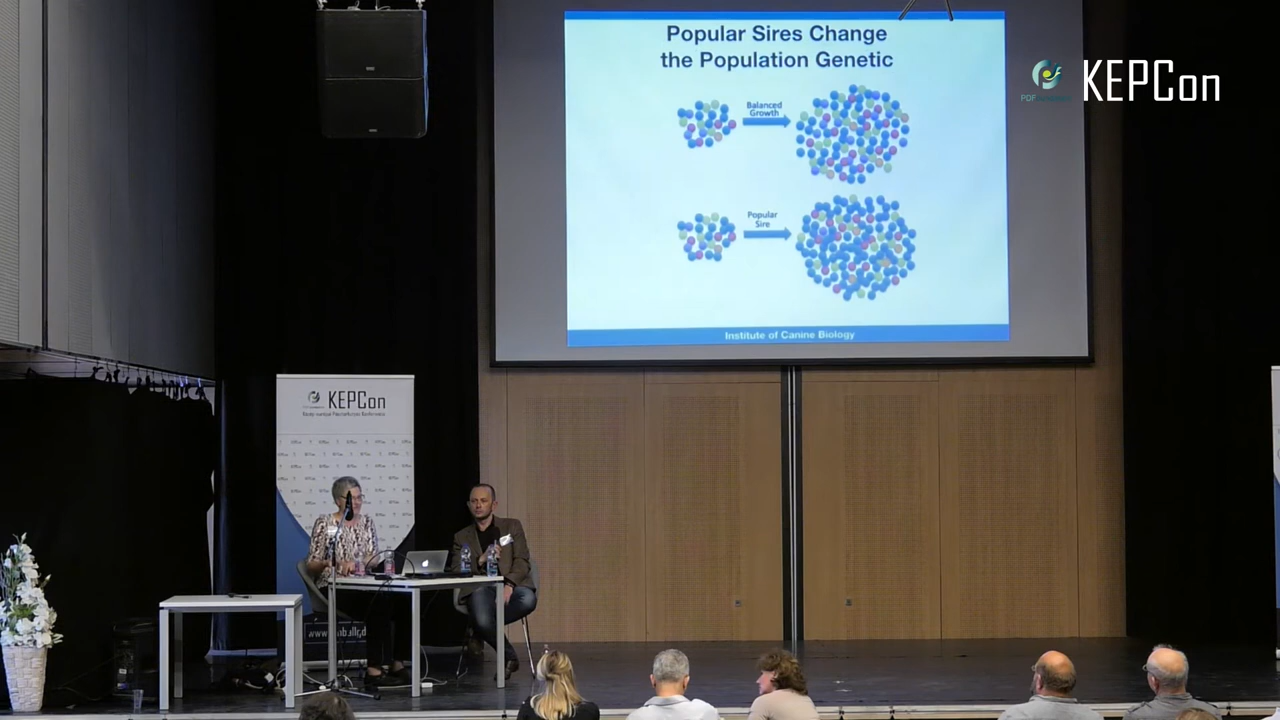 Popular Sires Change
the Population Genetic
Balanced
Growth
Popular
Sire
Institute of Canine Biology
KEPCon
KEPCon